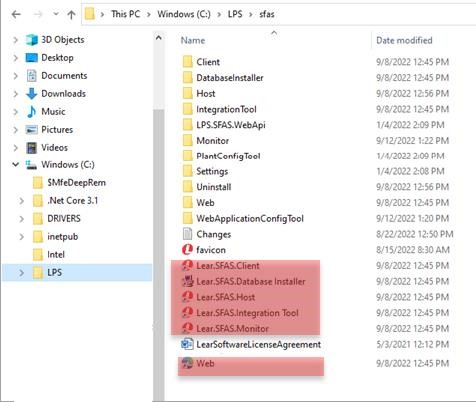 This PC > Windows (C:) > LPS > sfas
Name Date modified
3D Objects
Desktop
Documents
Downloads
Music
Pictures
Videos
Windows (C:)
$MfeDeepRem
.Net Core 3.1
DRIVERS
inetpub
Intel
LPS
Client 9/8/2022 12:45 PM
DatabaseInstaller 9/8/2022 12:45 PM
Host 9/8/2022 12:56 PM
IntegrationTool 9/8/2022 12:45 PM
LPS.SFAS.WebApi 1/4/2022 2:09 PM
Monitor 9/12/2022 1:22 PM
PlantConfigTool 1/4/2022 2:09 PM
Settings 1/4/2022 2:08 PM
Uninstall 9/8/2022 12:56 PM
Web 9/8/2022 12:45 PM
WebApplicationConfigTool 9/12/2022 1:20 PM
Changes 8/22/2022 12:50 PM
favicon 8/15/2022 8:30 AM
Lear.SFAS.Client 9/8/2022 12:45 PM
Lear.SFAS.Database Installer 9/8/2022 12:45 PM
Lear.SFAS.Host 9/8/2022 12:45 PM
Lear.SFAS.Integration Tool 9/8/2022 12:45 PM
Lear.SFAS.Monitor 9/8/2022 12:45 PM
LearSoftwareLicenseAgreement 5/3/2021 12:12 PM
Web 9/8/2022 12:45 PM